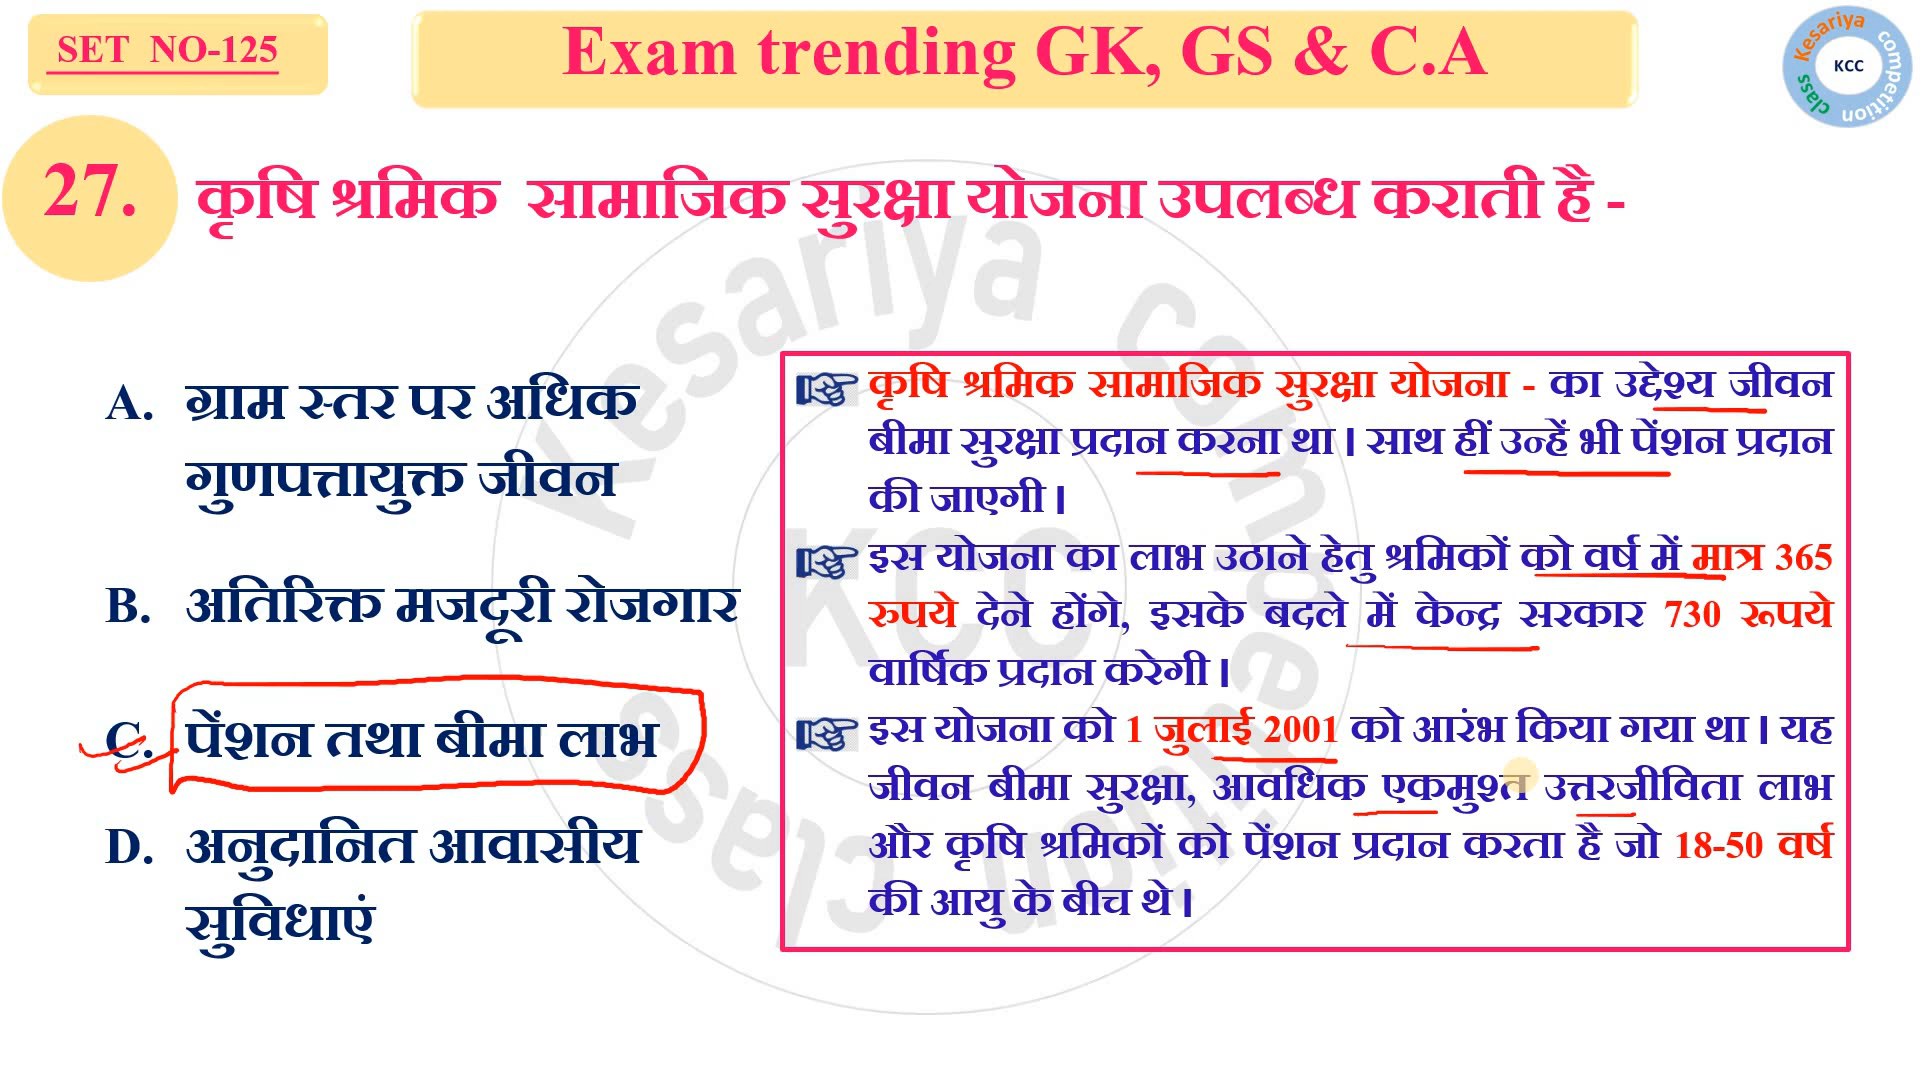 SET NO-125
Exam trending GK, GS & C.A
Kesariya competition class
KCC
27.
कृषि श्रमिक सामाजिक सुरक्षा योजना उपलब्ध कराती है -
A. ग्राम स्तर पर अधिक
गुणपत्तायुक्त जीवन
B. अतिरिक्त मजदूरी रोजगार
C. पेंशन तथा बीमा लाभ
D. अनुदानित आवासीय
सुविधाएं
कृषि श्रमिक सामाजिक सुरक्षा योजना - का उद्देश्य जीवन
बीमा सुरक्षा प्रदान करना था । साथ हीं उन्हें भी पेंशन प्रदान
की जाएगी ।
इस योजना का लाभ उठाने हेतु श्रमिकों को वर्ष में मात्र 365
रुपये देने होंगे, इसके बदले में केन्द्र सरकार 730 रूपये
वार्षिक प्रदान करेगी ।
इस योजना को 1 जुलाई 2001 को आरंभ किया गया था । यह
जीवन बीमा सुरक्षा, आवधिक एकमुश्त उत्तरजीविता लाभ
और कृषि श्रमिकों को पेंशन प्रदान करता है जो 18-50 वर्ष
की आयु के बीच थे ।
Kesariya competition class
KCC